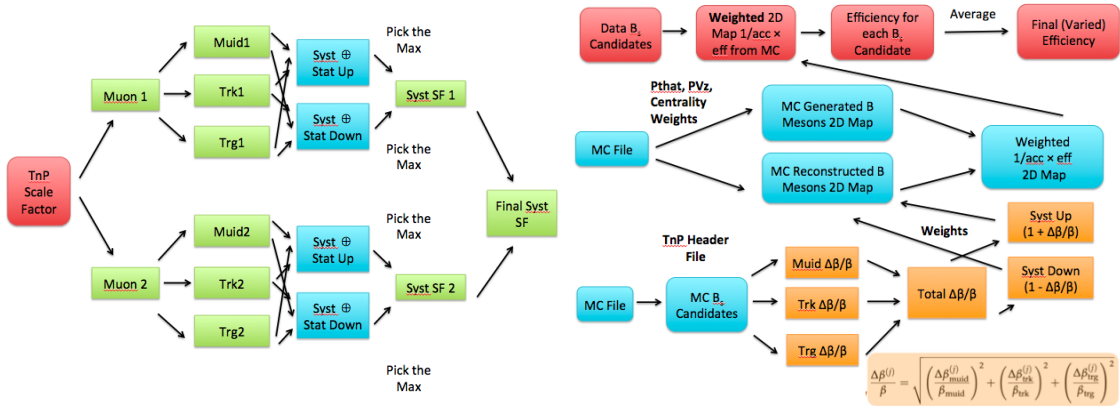 TnP
Scale
Factor
Muon 1
Muon 2
Muid1
Trk1
Trg1
Syst ⊕
Stat Up
Syst ⊕
Stat Down
Pick the
Max
Pick the
Max
Syst SF 1
Muid2
Trk2
Trg2
Syst ⊕
Stat Up
Syst ⊕
Stat Down
Pick the
Max
Pick the
Max
Syst SF 2
Final Syst
SF
Data Bs
Candidates
Weighted 2D
Map 1/acc ×
eff from MC
Efficiency for
each Bs
Candidate
Average
Final (Varied)
Efficiency
Pthat, PVz,
Centrality
Weights
MC File
MC Generated B
Mesons 2D Map
MC Reconstructed B
Mesons 2D Map
Weighted
1/acc × eff
2D Map
TnP Header
File
MC File
MC Bs
Candidates
Muid Δβ/β
Trk Δβ/β
Trg Δβ/β
Total Δβ/β
Weights
Syst Up
(1 + Δβ/β)
Syst Down
(1 - Δβ/β)
Δβ^(j)/β = √((Δβ^(j)_muid/β_muid)² + (Δβ^(j)_trk/β_trk)² + (Δβ^(j)_trg/β_trg)²)